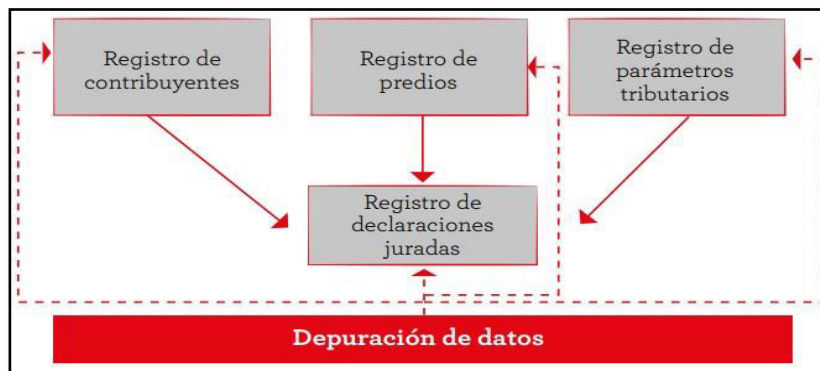 Registro de
contribuyentes
Registro de
predios
Registro de
parámetros
tributarios
Registro de
declaraciones
juradas
Depuración de datos